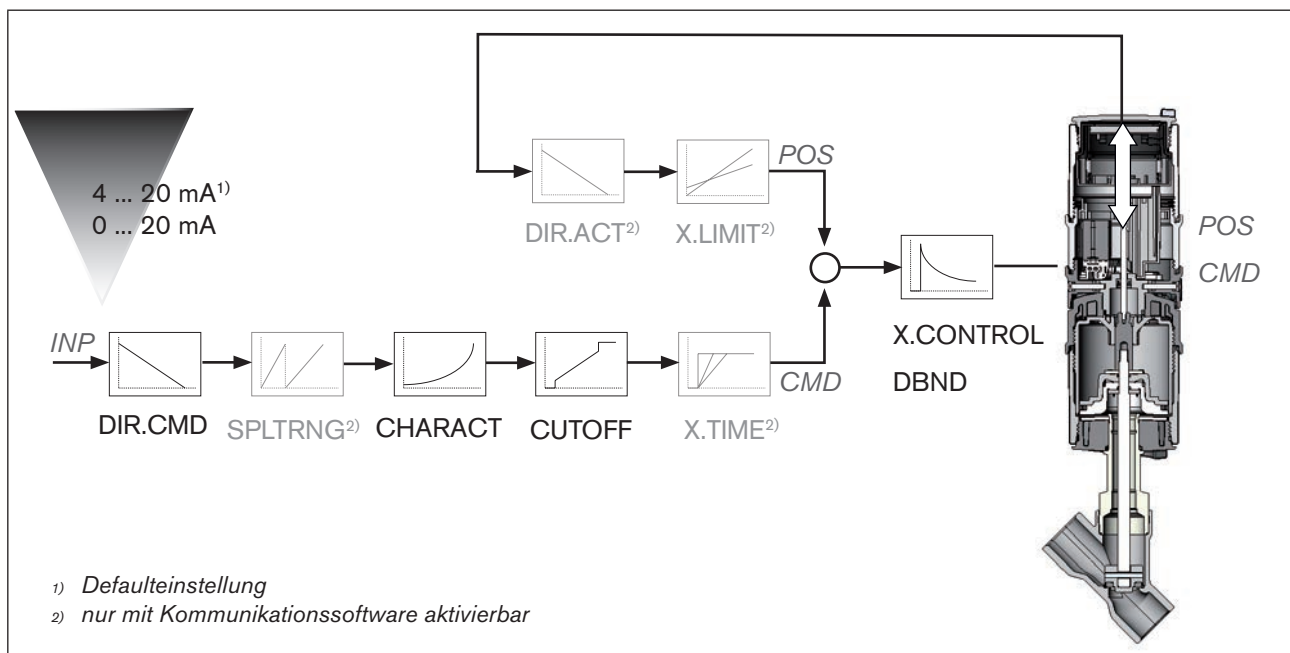 4 ... 20 mA¹⁾
0 ... 20 mA
POS
DIR.ACT²⁾
X.LIMIT²⁾
POS
CMD
INP
X.CONTROL
DBND
CMD
DIR.CMD
SPLTRNG²⁾
CHARACT
CUTOFF
X.TIME²⁾
1) Defaulteinstellung
2) nur mit Kommunikationssoftware aktivierbar